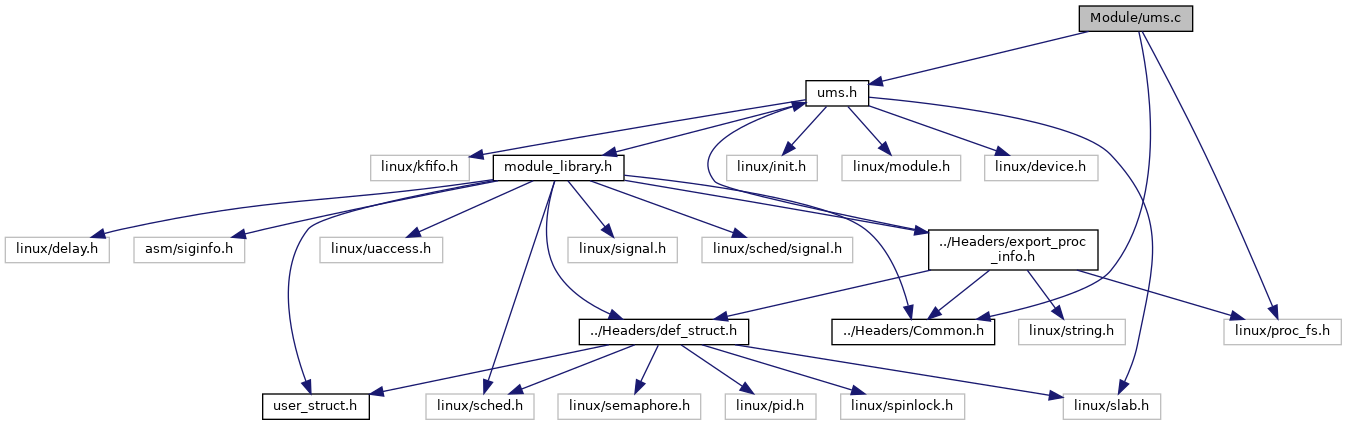 Module/ums.c
ums.h
linux/kfifo.h
module_library.h
linux/init.h
linux/module.h
linux/device.h
linux/delay.h
asm/siginfo.h
linux/uaccess.h
linux/signal.h
linux/sched/signal.h
../Headers/export_proc
_info.h
../Headers/def_struct.h
../Headers/Common.h
linux/string.h
linux/proc_fs.h
user_struct.h
linux/sched.h
linux/semaphore.h
linux/pid.h
linux/spinlock.h
linux/slab.h